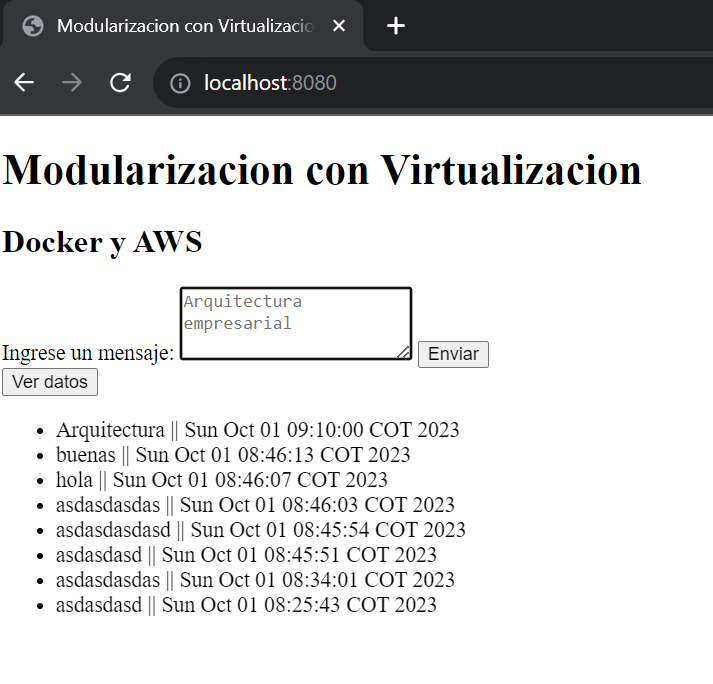 Modularizacion con Virtualizacio
localhost:8080
Modularizacion con Virtualizacion
Docker y AWS
Arquitectura
empresarial
Ingrese un mensaje: Enviar
Ver datos
Arquitectura || Sun Oct 01 09:10:00 COT 2023
buenas || Sun Oct 01 08:46:13 COT 2023
hola || Sun Oct 01 08:46:07 COT 2023
asdasdasdas || Sun Oct 01 08:46:03 COT 2023
asdasdasdasd || Sun Oct 01 08:45:54 COT 2023
asdasdasd || Sun Oct 01 08:45:51 COT 2023
asdasdasdas || Sun Oct 01 08:34:01 COT 2023
asdasdasd || Sun Oct 01 08:25:43 COT 2023